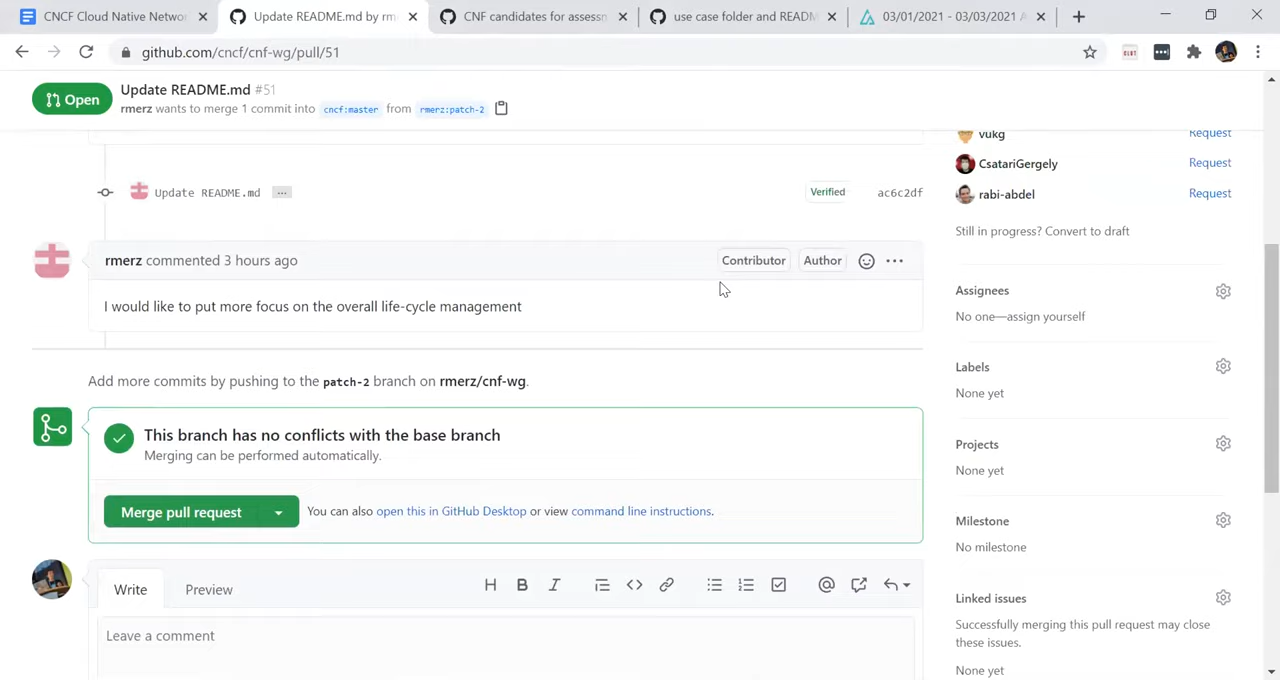 CNCF Cloud Native Networ
Update README.md by rm
CNF candidates for assessm
use case folder and READM
03/01/2021 - 03/03/2021 A
github.com/cncf/cnf-wg/pull/51
Open
Update README.md #51
rmerz wants to merge 1 commit into cncf:master from rmerz:patch-2
vukg Request
CsatariGergely Request
Update README.md ... Verified ac6c2df
rabi-abdel Request
Still in progress? Convert to draft
rmerz commented 3 hours ago Contributor Author
I would like to put more focus on the overall life-cycle management
Assignees
No one—assign yourself
Add more commits by pushing to the patch-2 branch on rmerz/cnf-wg.
Labels
None yet
This branch has no conflicts with the base branch
Merging can be performed automatically.
Projects
None yet
Merge pull request
You can also open this in GitHub Desktop or view command line instructions.
Milestone
No milestone
Write Preview
Leave a comment
Linked issues
Successfully merging this pull request may close
these issues.
None yet